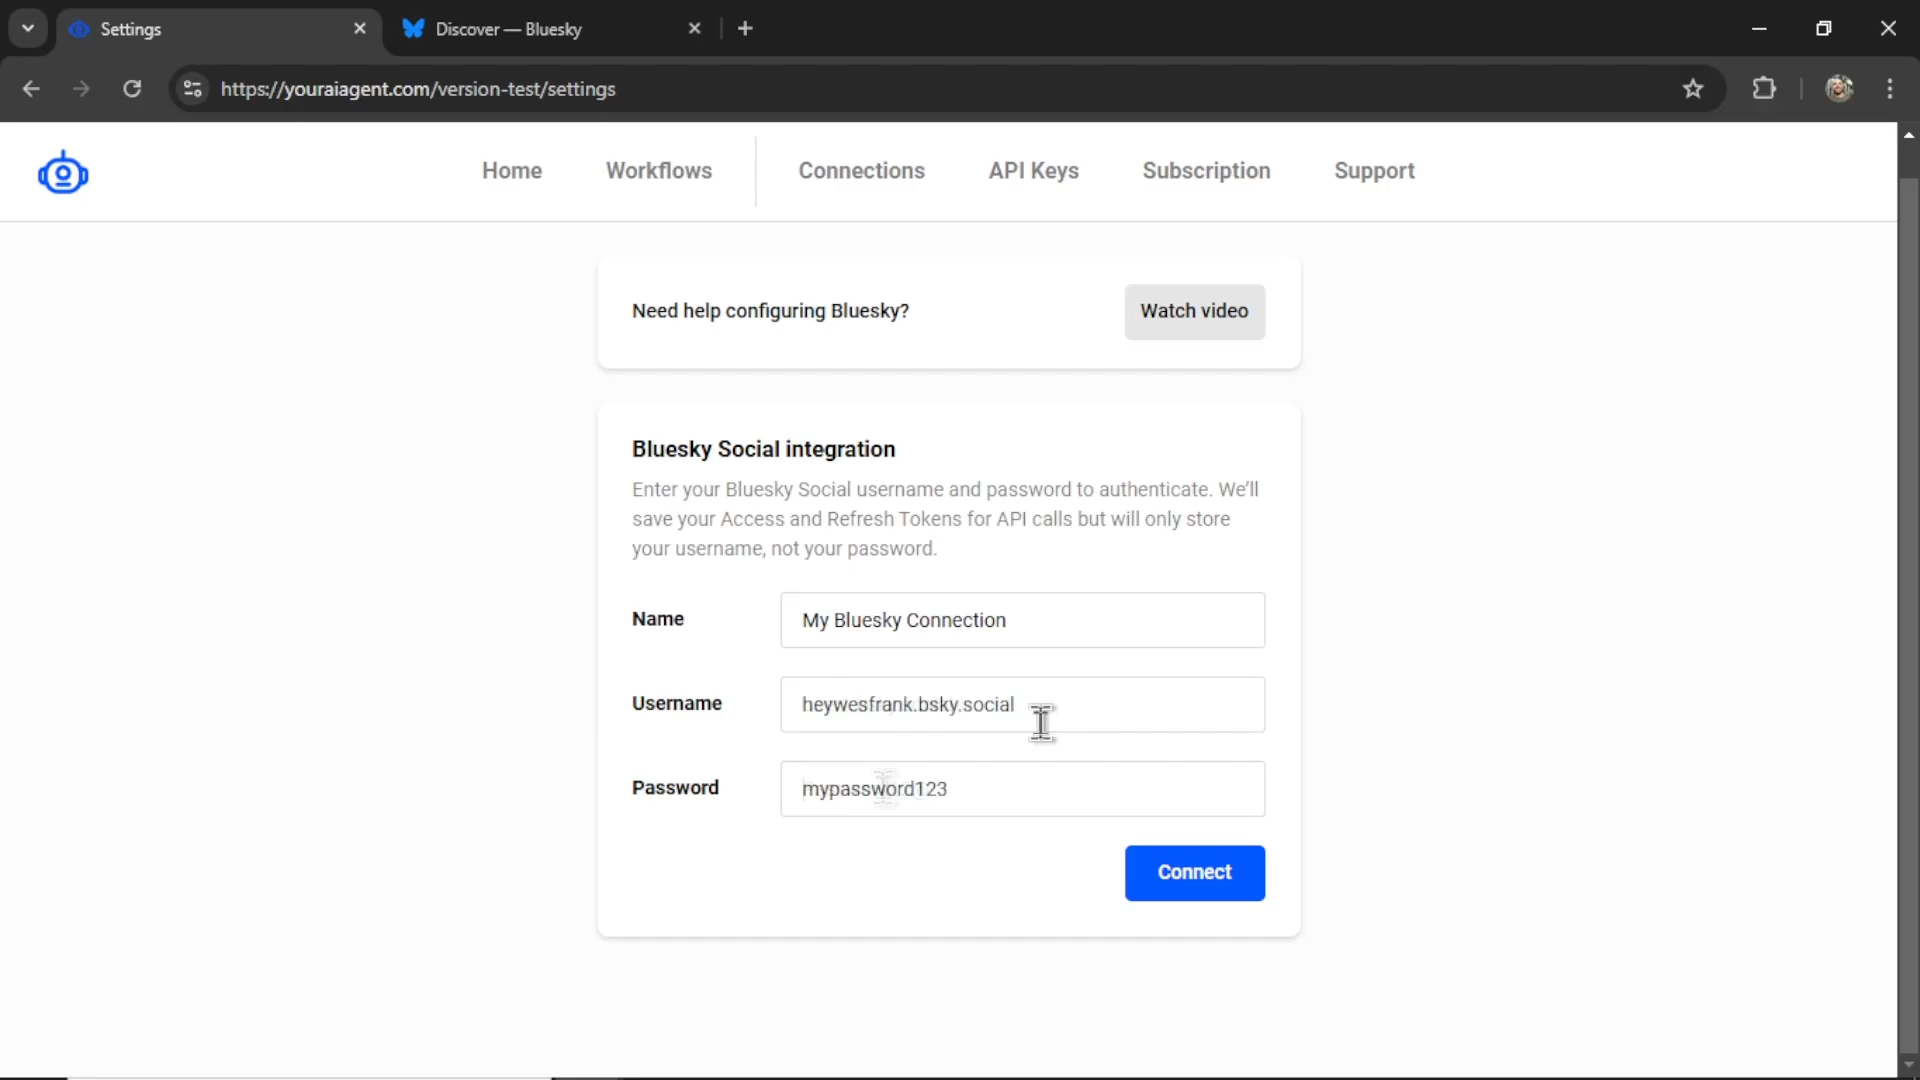 Settings
Discover — Bluesky
https://youraiagent.com/version-test/settings
Home
Workflows
Connections
API Keys
Subscription
Support
Need help configuring Bluesky?
Watch video
Bluesky Social integration
Enter your Bluesky Social username and password to authenticate. We’ll
save your Access and Refresh Tokens for API calls but will only store
your username, not your password.
Name
My Bluesky Connection
Username
heywesfrank.bsky.social
Password
mypassword123
Connect